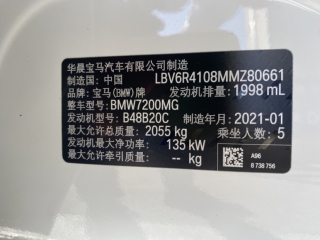 华晨宝马汽车有限公司制造
制造国：中国 LBV6R4108MMZ80661
品牌：宝马(BMW)牌 发动机排量：1998 mL
整车型号：BMW7200MG
发动机型号：B48B20C 制造年月：2021-01
最大允许总质量： 2055 kg 乘坐人数：5
发动机最大净功率： 135 kW A96
最大允许牵引质量： -- kg 8 738 756